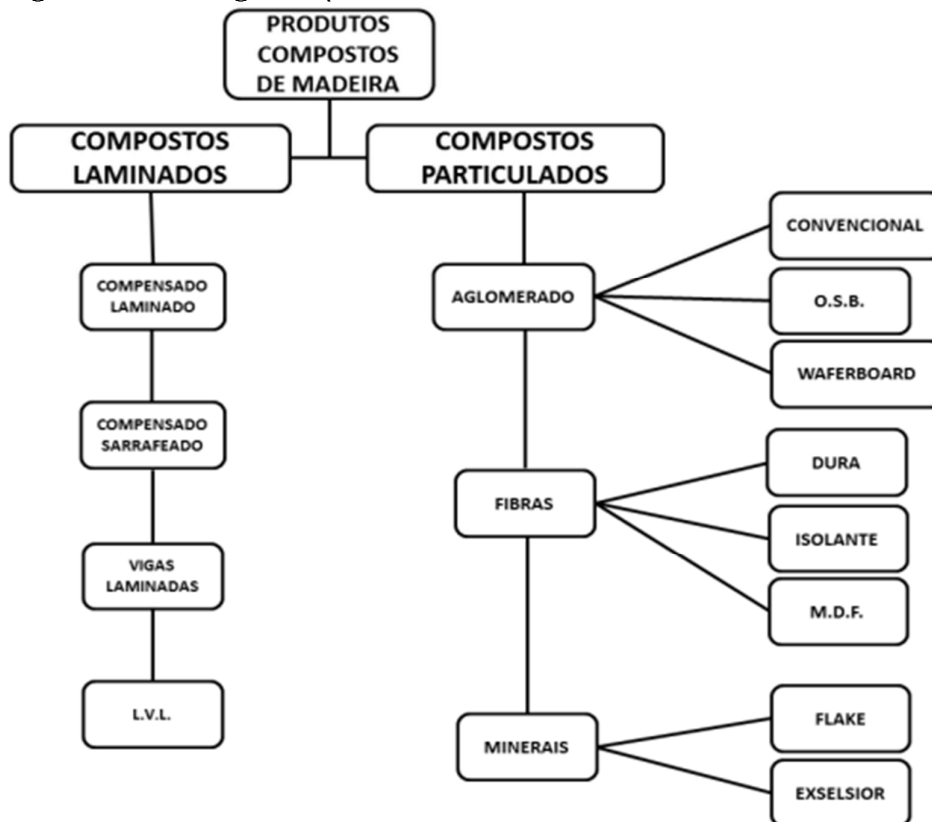 PRODUTOS
COMPOSTOS
DE MADEIRA
COMPOSTOS
LAMINADOS
COMPOSTOS
PARTICULADOS
COMPENSADO
LAMINADO
COMPENSADO
SARRAFEADO
VIGAS
LAMINADAS
L.V.L.
AGLOMERADO
CONVENCIONAL
O.S.B.
WAFERBOARD
FIBRAS
DURA
ISOLANTE
M.D.F.
MINERAIS
FLAKE
EXSELSIOR